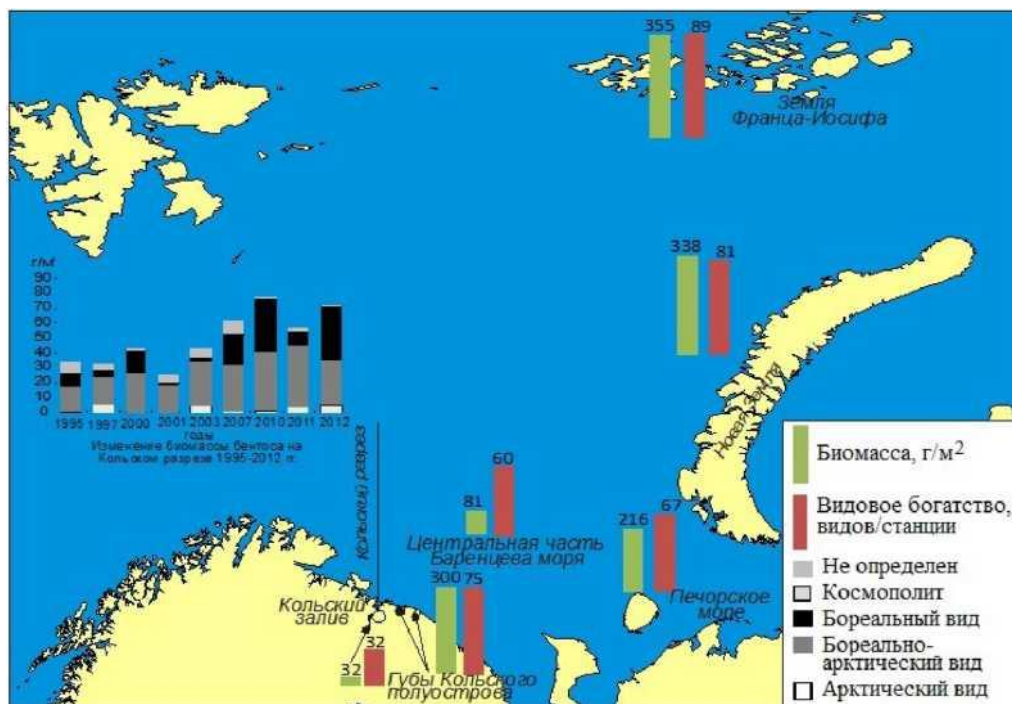 355 89
Земля
Франца-Иосифа
338 81
Новая Земля
г/м²
90
80
70
60
50
40
30
20
10
0
1995 1997 2000 2001 2003 2007 2010 2011 2012
годы
Изменение биомассы бентоса на
Кольском разрезе 1995-2012 гг.
Кольский разрез
60
81
Центральная часть
Баренцева моря
216 67
Печорское
море
300 75
Кольский
залив
32 32
Губы Кольского
полуострова
Биомасса, г/м²
Видовое богатство,
видов/станции
Не определен
Космополит
Бореальный вид
Бореально-
арктический вид
Арктический вид